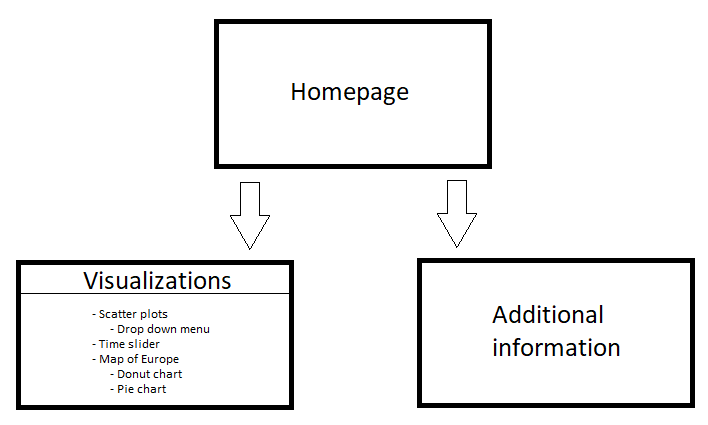 Homepage
Visualizations
- Scatter plots
- Drop down menu
- Time slider
- Map of Europe
- Donut chart
- Pie chart
Additional
information